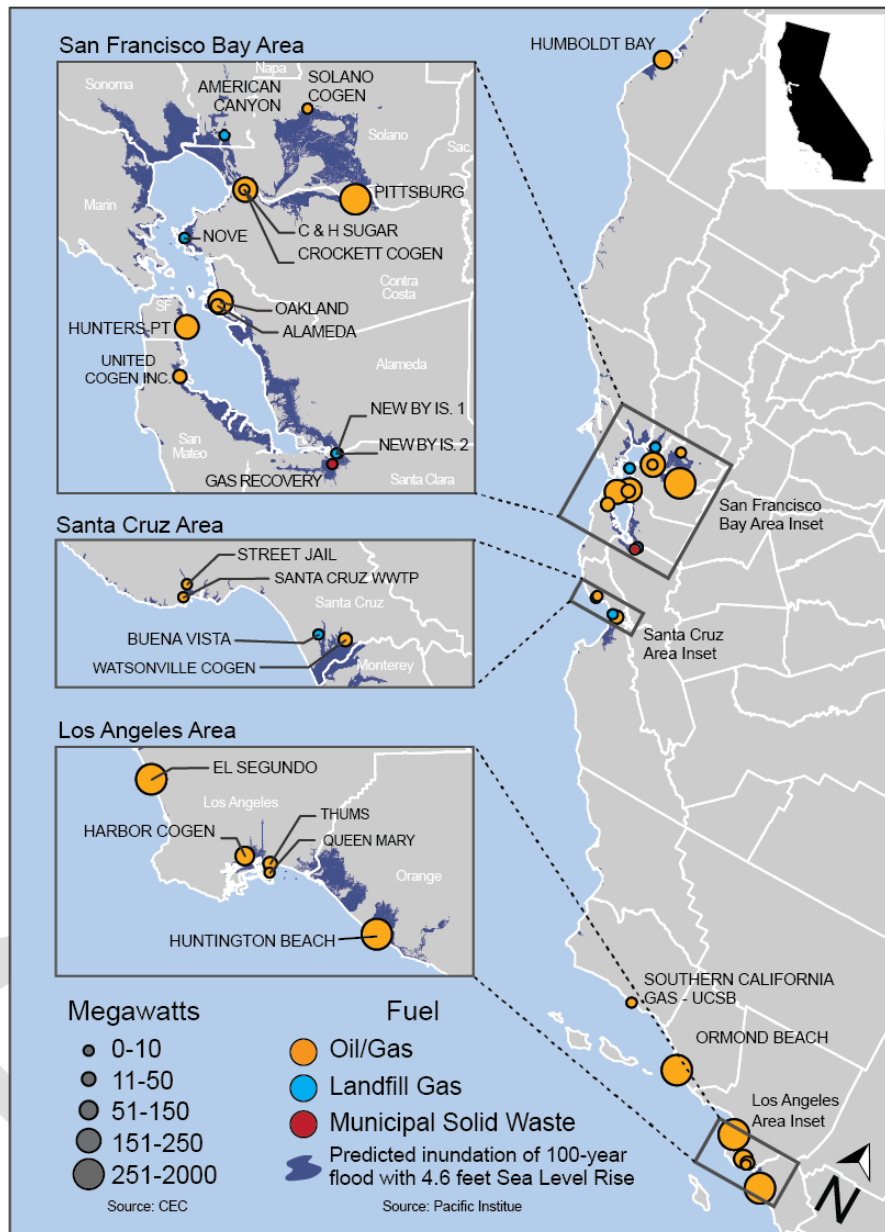 San Francisco Bay Area
Napa
Sonoma
AMERICAN
CANYON
SOLANO
COGEN
Solano
Sac.
PITTSBURG
Marin
NOVE
C & H SUGAR
CROCKETT COGEN
Contra
Costa
SF
OAKLAND
HUNTERS PT
ALAMEDA
UNITED
COGEN INC.
Alameda
San
Mateo
NEW BY IS. 1
NEW BY IS. 2
GAS RECOVERY
Santa Clara
Santa Cruz Area
STREET JAIL
SANTA CRUZ WWTP
Santa Cruz
BUENA VISTA
WATSONVILLE COGEN
Monterey
Los Angeles Area
EL SEGUNDO
Los Angeles
THUMS
HARBOR COGEN
QUEEN MARY
Orange
HUNTINGTON BEACH
HUMBOLDT BAY
San Francisco
Bay Area Inset
Santa Cruz
Area Inset
SOUTHERN CALIFORNIA
GAS - UCSB
ORMOND BEACH
Los Angeles
Area Inset
N
Megawatts
0-10
11-50
51-150
151-250
251-2000
Source: CEC
Fuel
Oil/Gas
Landfill Gas
Municipal Solid Waste
Predicted inundation of 100-year
flood with 4.6 feet Sea Level Rise
Source: Pacific Institue